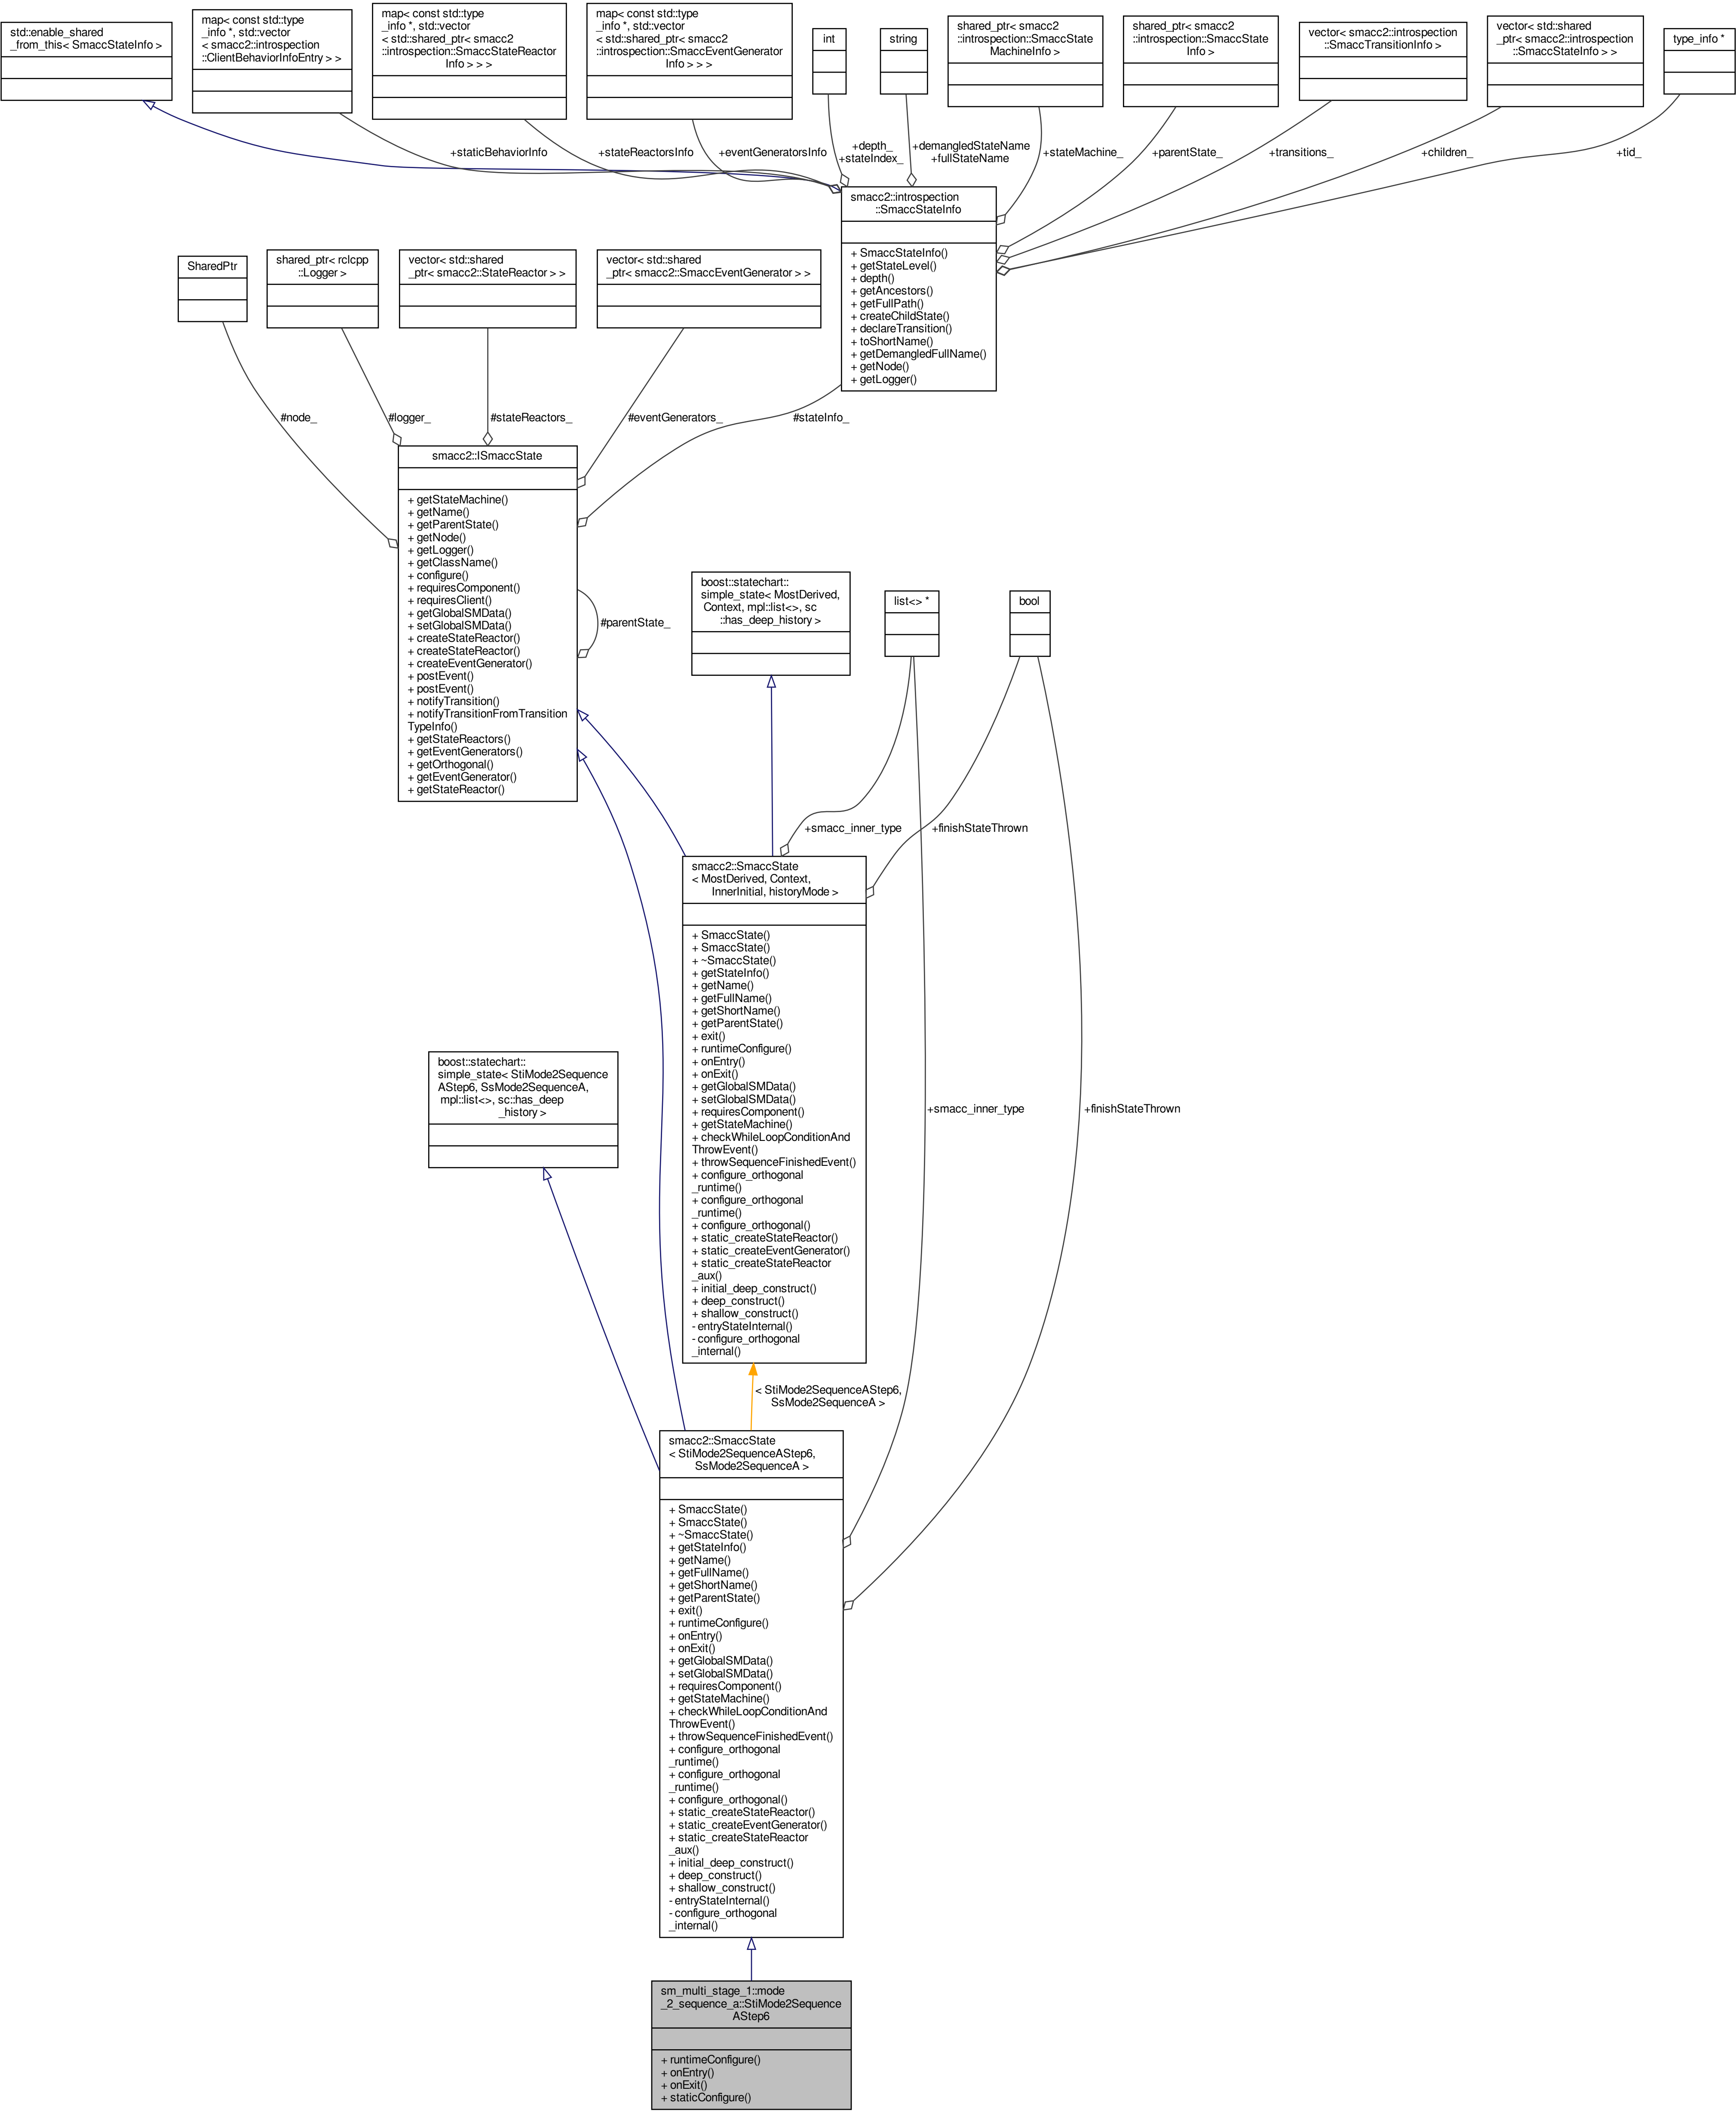 std::enable_shared
_from_this< SmaccStateInfo >
map< const std::type
_info *, std::vector
< smacc2::introspection
::ClientBehaviorInfoEntry > >
map< const std::type
_info *, std::vector
< std::shared_ptr< smacc2
::introspection::SmaccStateReactor
Info > > >
map< const std::type
_info *, std::vector
< std::shared_ptr< smacc2
::introspection::SmaccEventGenerator
Info > > >
int
string
shared_ptr< smacc2
::introspection::SmaccState
MachineInfo >
shared_ptr< smacc2
::introspection::SmaccState
Info >
vector< smacc2::introspection
::SmaccTransitionInfo >
vector< std::shared
_ptr< smacc2::introspection
::SmaccStateInfo > >
type_info *
+staticBehaviorInfo
+stateReactorsInfo
+eventGeneratorsInfo
+depth_
+stateIndex_
+demangledStateName
+fullStateName
+stateMachine_
+parentState_
+transitions_
+children_
+tid_
smacc2::introspection
::SmaccStateInfo
+ SmaccStateInfo()
+ getStateLevel()
+ depth()
+ getAncestors()
+ getFullPath()
+ createChildState()
+ declareTransition()
+ toShortName()
+ getDemangledFullName()
+ getNode()
+ getLogger()
SharedPtr
shared_ptr< rclcpp
::Logger >
vector< std::shared
_ptr< smacc2::StateReactor > >
vector< std::shared
_ptr< smacc2::SmaccEventGenerator > >
#node_
#logger_
#stateReactors_
#eventGenerators_
#stateInfo_
smacc2::ISmaccState
+ getStateMachine()
+ getName()
+ getParentState()
+ getNode()
+ getLogger()
+ getClassName()
+ configure()
+ requiresComponent()
+ requiresClient()
+ getGlobalSMData()
+ setGlobalSMData()
+ createStateReactor()
+ createStateReactor()
+ createEventGenerator()
+ postEvent()
+ postEvent()
+ notifyTransition()
+ notifyTransitionFromTransition
TypeInfo()
+ getStateReactors()
+ getEventGenerators()
+ getOrthogonal()
+ getEventGenerator()
+ getStateReactor()
#parentState_
boost::statechart::
simple_state< MostDerived,
Context, mpl::list<>, sc
::has_deep_history >
list<> *
bool
+smacc_inner_type
+finishStateThrown
smacc2::SmaccState
< MostDerived, Context,
InnerInitial, historyMode >
+ SmaccState()
+ SmaccState()
+ ~SmaccState()
+ getStateInfo()
+ getName()
+ getFullName()
+ getShortName()
+ getParentState()
+ exit()
+ runtimeConfigure()
+ onEntry()
+ onExit()
+ getGlobalSMData()
+ setGlobalSMData()
+ requiresComponent()
+ getStateMachine()
+ checkWhileLoopConditionAnd
ThrowEvent()
+ throwSequenceFinishedEvent()
+ configure_orthogonal
_runtime()
+ configure_orthogonal
_runtime()
+ configure_orthogonal()
+ static_createStateReactor()
+ static_createEventGenerator()
+ static_createStateReactor
_aux()
+ initial_deep_construct()
+ deep_construct()
+ shallow_construct()
- entryStateInternal()
- configure_orthogonal
_internal()
boost::statechart::
simple_state< StiMode2Sequence
AStep6, SsMode2SequenceA,
mpl::list<>, sc::has_deep
_history >
+smacc_inner_type
+finishStateThrown
< StiMode2SequenceAStep6,
SsMode2SequenceA >
smacc2::SmaccState
< StiMode2SequenceAStep6,
SsMode2SequenceA >
+ SmaccState()
+ SmaccState()
+ ~SmaccState()
+ getStateInfo()
+ getName()
+ getFullName()
+ getShortName()
+ getParentState()
+ exit()
+ runtimeConfigure()
+ onEntry()
+ onExit()
+ getGlobalSMData()
+ setGlobalSMData()
+ requiresComponent()
+ getStateMachine()
+ checkWhileLoopConditionAnd
ThrowEvent()
+ throwSequenceFinishedEvent()
+ configure_orthogonal
_runtime()
+ configure_orthogonal
_runtime()
+ configure_orthogonal()
+ static_createStateReactor()
+ static_createEventGenerator()
+ static_createStateReactor
_aux()
+ initial_deep_construct()
+ deep_construct()
+ shallow_construct()
- entryStateInternal()
- configure_orthogonal
_internal()
sm_multi_stage_1::mode
_2_sequence_a::StiMode2Sequence
AStep6
+ runtimeConfigure()
+ onEntry()
+ onExit()
+ staticConfigure()